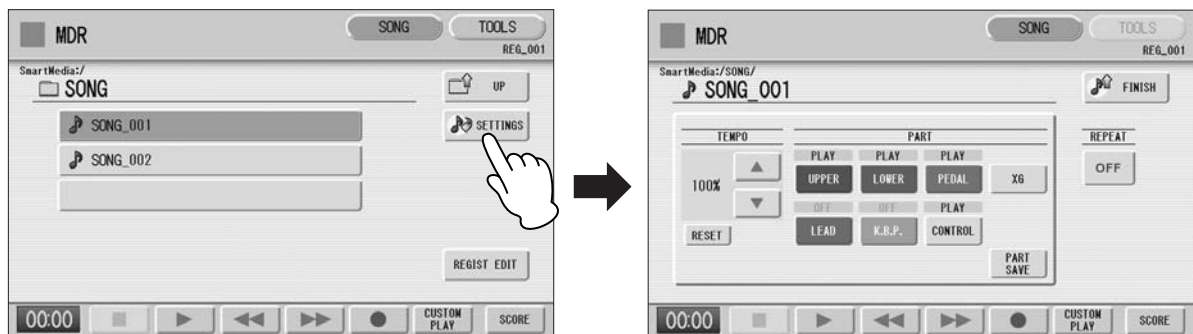 MDR
SONG
TOOLS
REG_001
SmartMedia:/
SONG
UP
SONG_001
SETTINGS
SONG_002
REGIST EDIT
00:00
CUSTOM
PLAY
SCORE
MDR
SONG
TOOLS
REG_001
SmartMedia:/SONG/
SONG_001
FINISH
TEMPO
PART
REPEAT
PLAY PLAY PLAY
100%
UPPER LOWER PEDAL XG
OFF
OFF OFF PLAY
RESET
LEAD K.B.P. CONTROL
PART
SAVE
00:00
CUSTOM
PLAY
SCORE